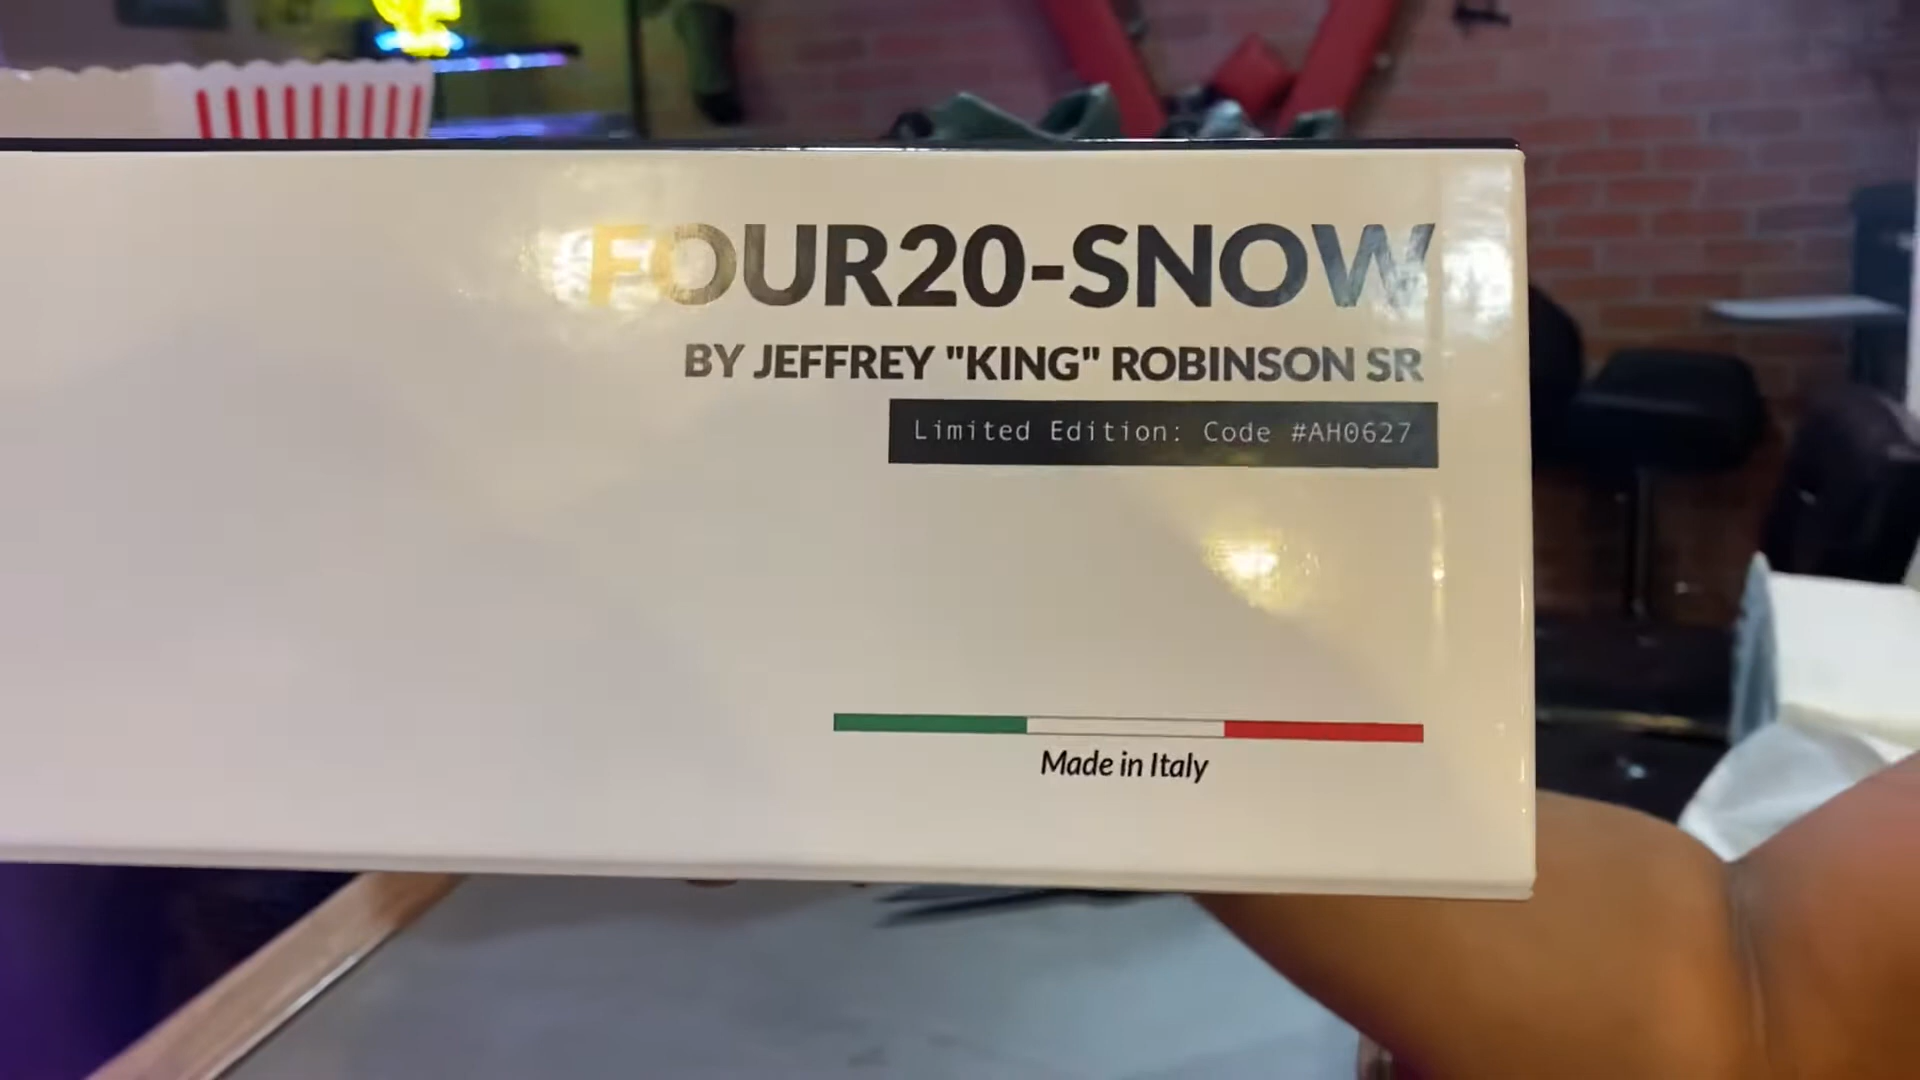 FOUR20-SNOW
BY JEFFREY "KING" ROBINSON SR
Limited Edition: Code #AH0627
Made in Italy